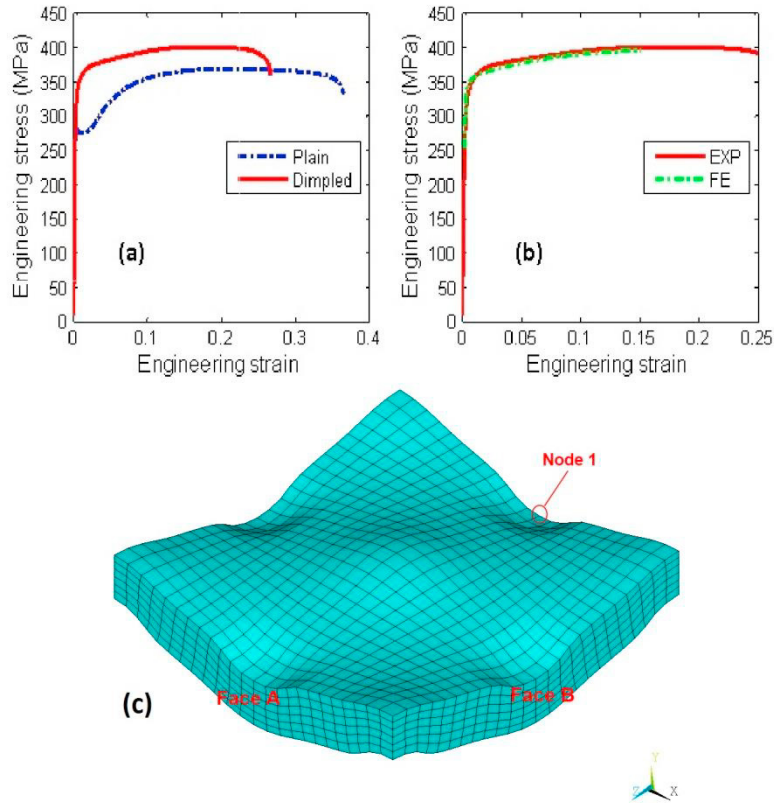 450
400
350
300
250
200
150
100
50
0
Engineering stress (MPa)
Plain
Dimpled
(a)
0 0.1 0.2 0.3 0.4
Engineering strain
450
400
350
300
250
200
150
100
50
0
Engineering stress (MPa)
EXP
FE
(b)
0 0.05 0.1 0.15 0.2 0.25
Engineering strain
Node 1
Face A
Face B
(c)
Y
Z X